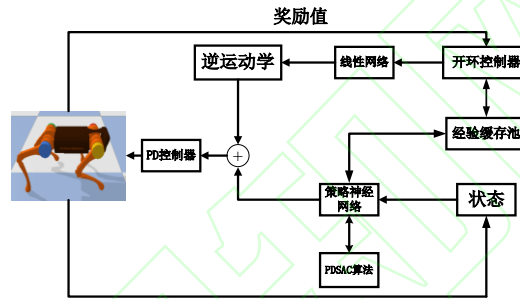 奖励值
逆运动学
线性网络
开环控制器
PD控制器
+
经验缓存池
策略神经
网络
状态
PDSAC算法